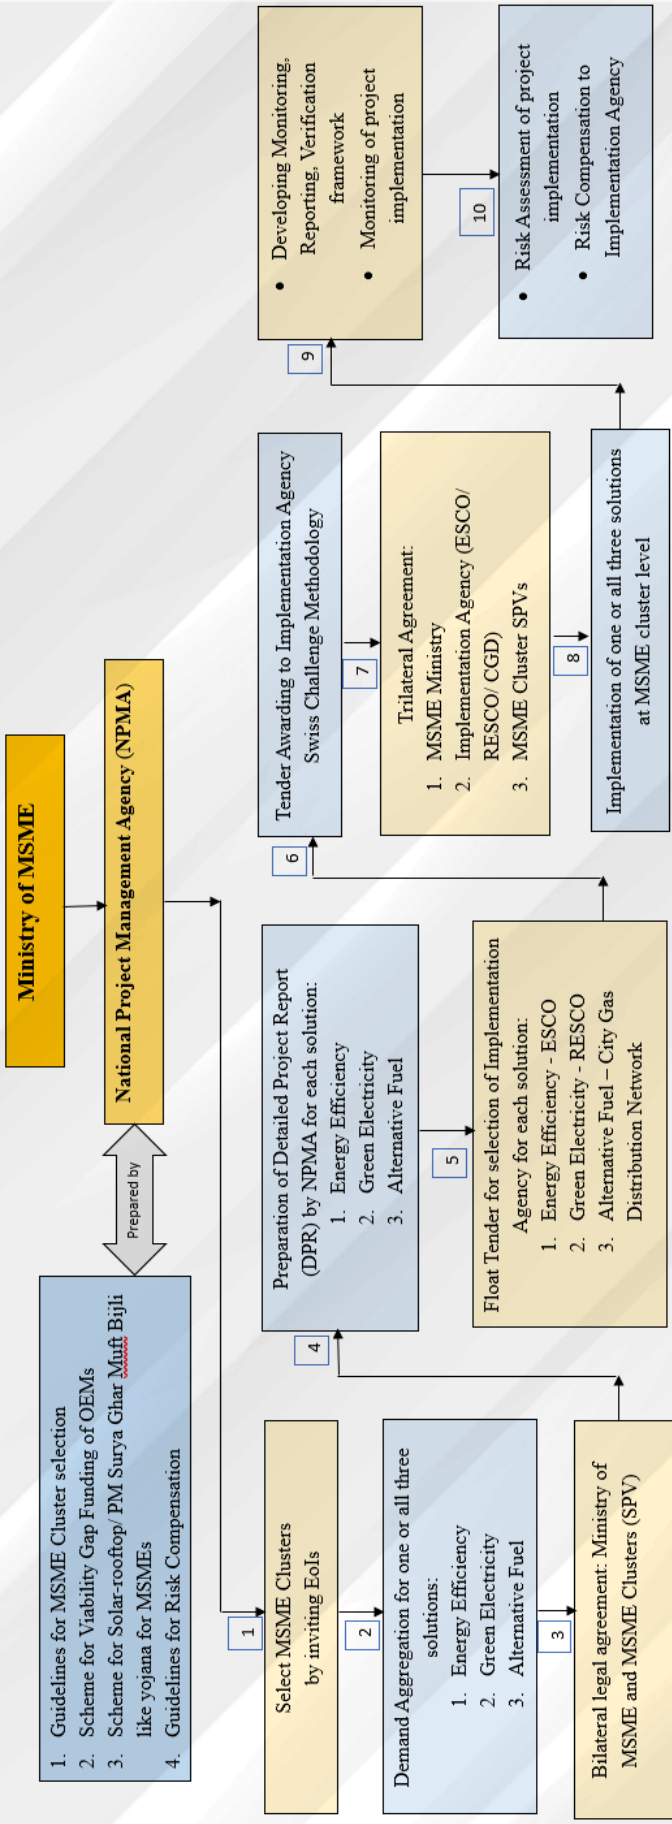 Ministry of MSME
National Project Management Agency (NPMA)
Prepared by
1. Guidelines for MSME Cluster selection
2. Scheme for Viability Gap Funding of OEMs
3. Scheme for Solar-rooftop/ PM Surya Ghar Muft Bijli
like yojana for MSMEs
4. Guidelines for Risk Compensation
1
Select MSME Clusters
by inviting EoIs
2
Demand Aggregation for one or all three
solutions:
1. Energy Efficiency
2. Green Electricity
3. Alternative Fuel
3
Bilateral legal agreement: Ministry of
MSME and MSME Clusters (SPV)
4
Preparation of Detailed Project Report
(DPR) by NPMA for each solution:
1. Energy Efficiency
2. Green Electricity
3. Alternative Fuel
5
Float Tender for selection of Implementation
Agency for each solution:
1. Energy Efficiency - ESCO
2. Green Electricity - RESCO
3. Alternative Fuel – City Gas
Distribution Network
6
Tender Awarding to Implementation Agency
Swiss Challenge Methodology
7
Trilateral Agreement:
1. MSME Ministry
2. Implementation Agency (ESCO/
RESCO/ CGD)
3. MSME Cluster SPVs
8
Implementation of one or all three solutions
at MSME cluster level
9
• Developing Monitoring,
Reporting, Verification
framework
• Monitoring of project
implementation
10
• Risk Assessment of project
implementation
• Risk Compensation to
Implementation Agency